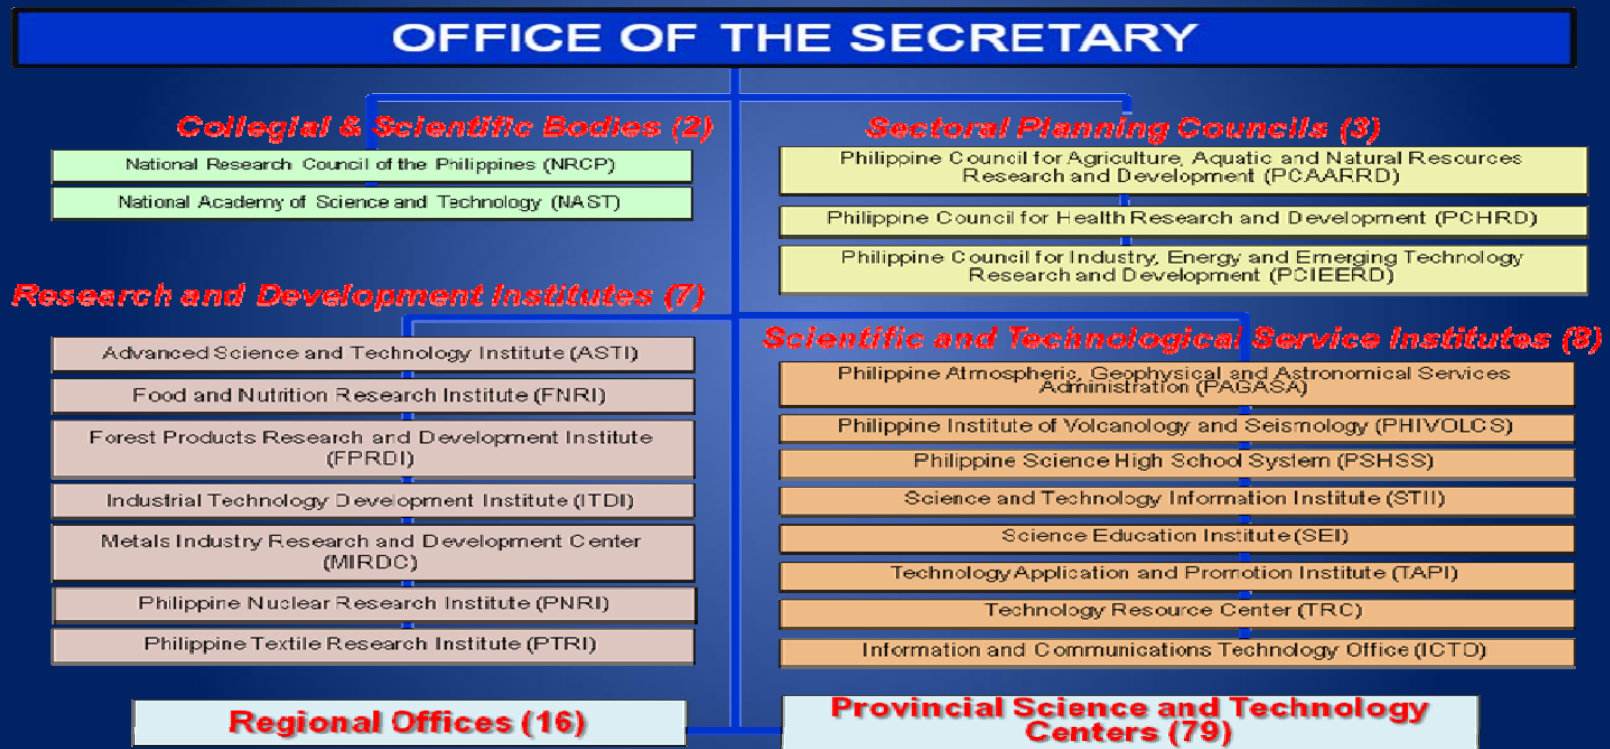 OFFICE OF THE SECRETARY
Collegial & Scientific Bodies (2)
National Research Council of the Philippines (NRCP)
National Academy of Science and Technology (NAST)
Sectoral Planning Councils (3)
Philippine Council for Agriculture, Aquatic and Natural Resources
Research and Development (PCAARRD)
Philippine Council for Health Research and Development (PCHRD)
Philippine Council for Industry, Energy and Emerging Technology
Research and Development (PCIEERD)
Research and Development Institutes (7)
Advanced Science and Technology Institute (ASTI)
Food and Nutrition Research Institute (FNRI)
Forest Products Research and Development Institute
(FPRDI)
Industrial Technology Development Institute (ITDI)
Metals Industry Research and Development Center
(MIRDC)
Philippine Nuclear Research Institute (PNRI)
Philippine Textile Research Institute (PTRI)
Scientific and Technological Service Institutes (8)
Philippine Atmospheric, Geophysical and Astronomical Services
Administration (PAGASA)
Philippine Institute of Volcanology and Seismology (PHIVOLCS)
Philippine Science High School System (PSHSS)
Science and Technology Information Institute (STII)
Science Education Institute (SEI)
Technology Application and Promotion Institute (TAPI)
Technology Resource Center (TRC)
Information and Communications Technology Office (ICTO)
Regional Offices (16)
Provincial Science and Technology
Centers (79)